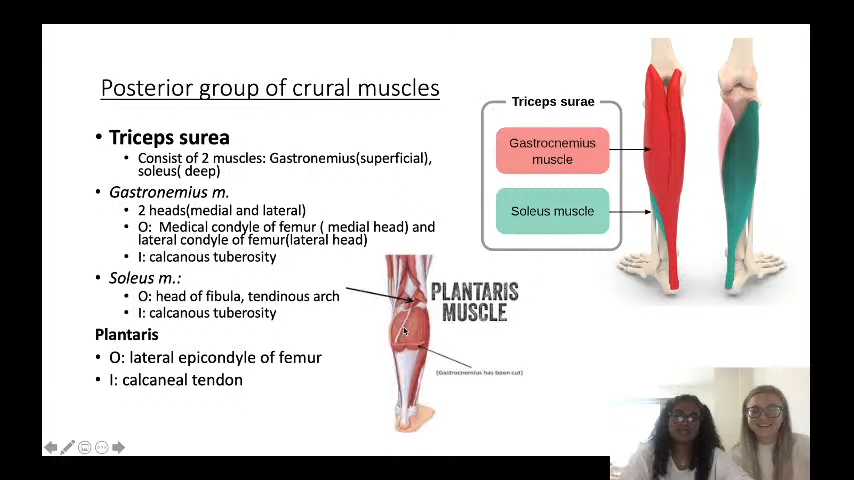 Posterior group of crural muscles
• Triceps surea
• Consist of 2 muscles: Gastronemius(superficial),
soleus( deep)
• Gastronemius m.
• 2 heads(medial and lateral)
• O: Medical condyle of femur ( medial head) and
lateral condyle of femur(lateral head)
• I: calcanous tuberosity
• Soleus m.:
• O: head of fibula, tendinous arch
• I: calcanous tuberosity
Plantaris
• O: lateral epicondyle of femur
• I: calcaneal tendon
Triceps surae
Gastrocnemius
muscle
Soleus muscle
PLANTARIS
MUSCLE
(Gastrocnemius has been cut)